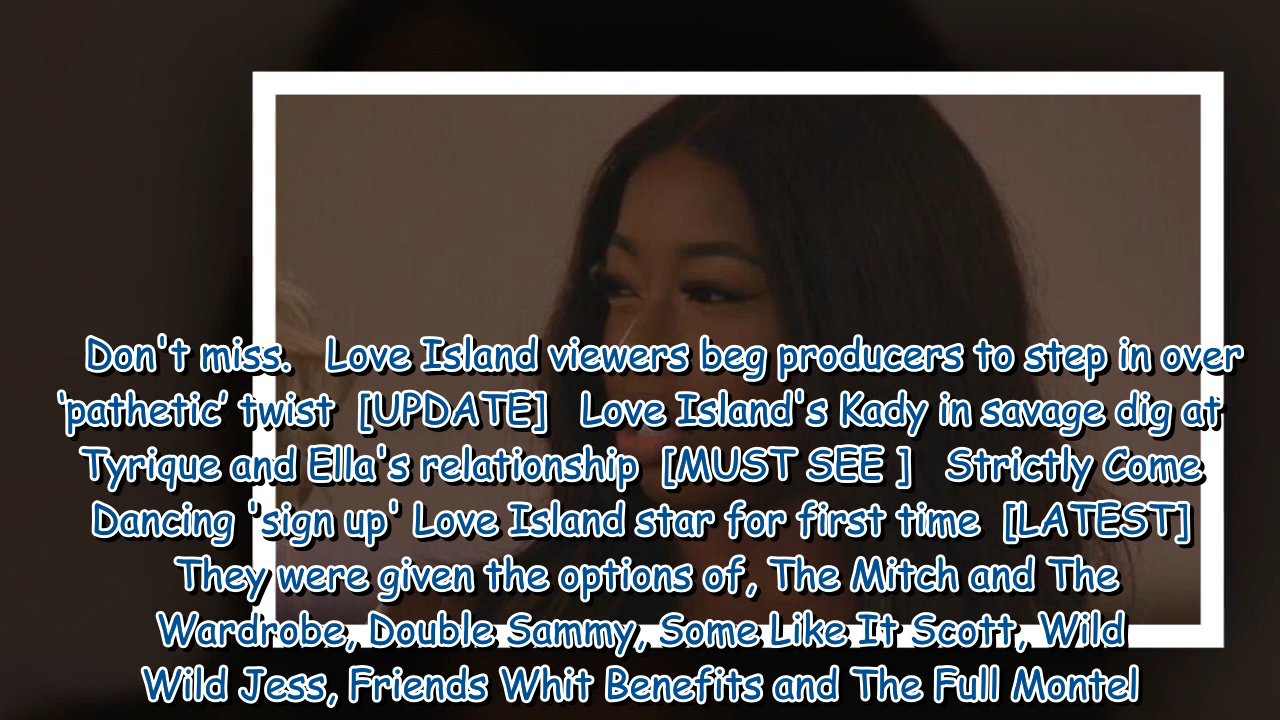 Don't miss.   Love Island viewers beg producers to step in over
‘pathetic’ twist  [UPDATE]   Love Island's Kady in savage dig at
Tyrique and Ella's relationship  [MUST SEE ]   Strictly Come
Dancing 'sign up' Love Island star for first time  [LATEST]
They were given the options of, The Mitch and The
Wardrobe, Double Sammy, Some Like It Scott, Wild
Wild Jess, Friends Whit Benefits and The Full Montel